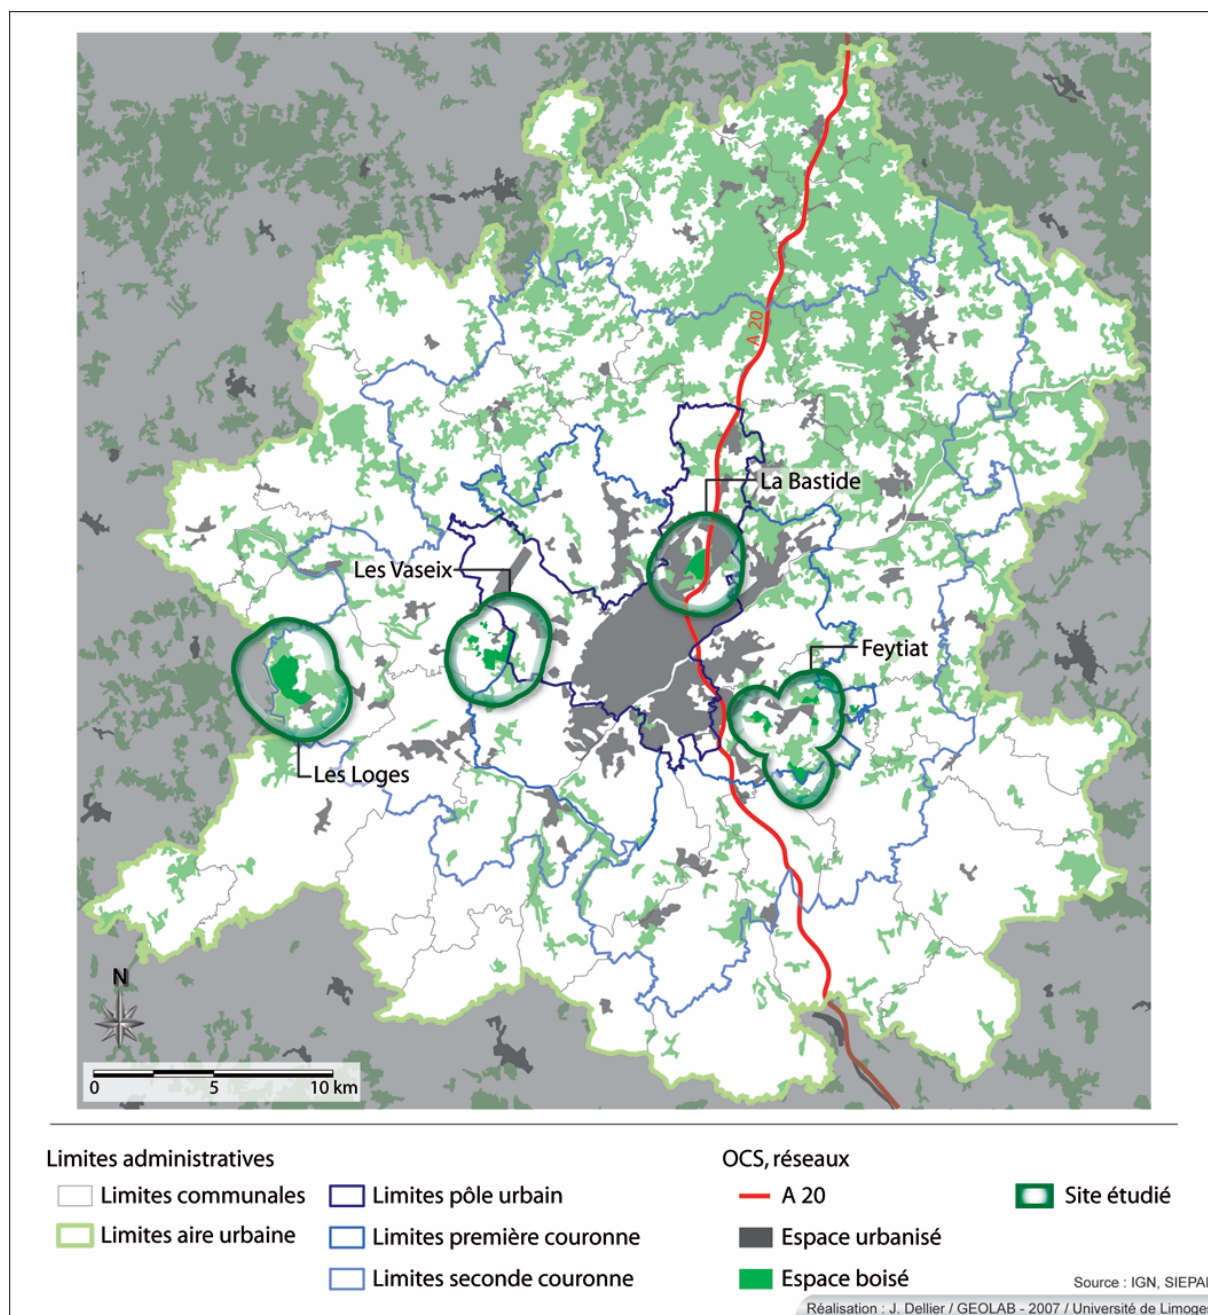 A 20
La Bastide
Les Vaseix
Feytiat
Les Loges
N
0 5 10 km
Limites administratives
Limites communales
Limites aire urbaine
Limites pôle urbain
Limites première couronne
Limites seconde couronne
OCS, réseaux
A 20
Espace urbanisé
Espace boisé
Site étudié
Source : IGN, SIEPAL
Réalisation : J. Dellier / GEOLAB - 2007 / Université de Limoges